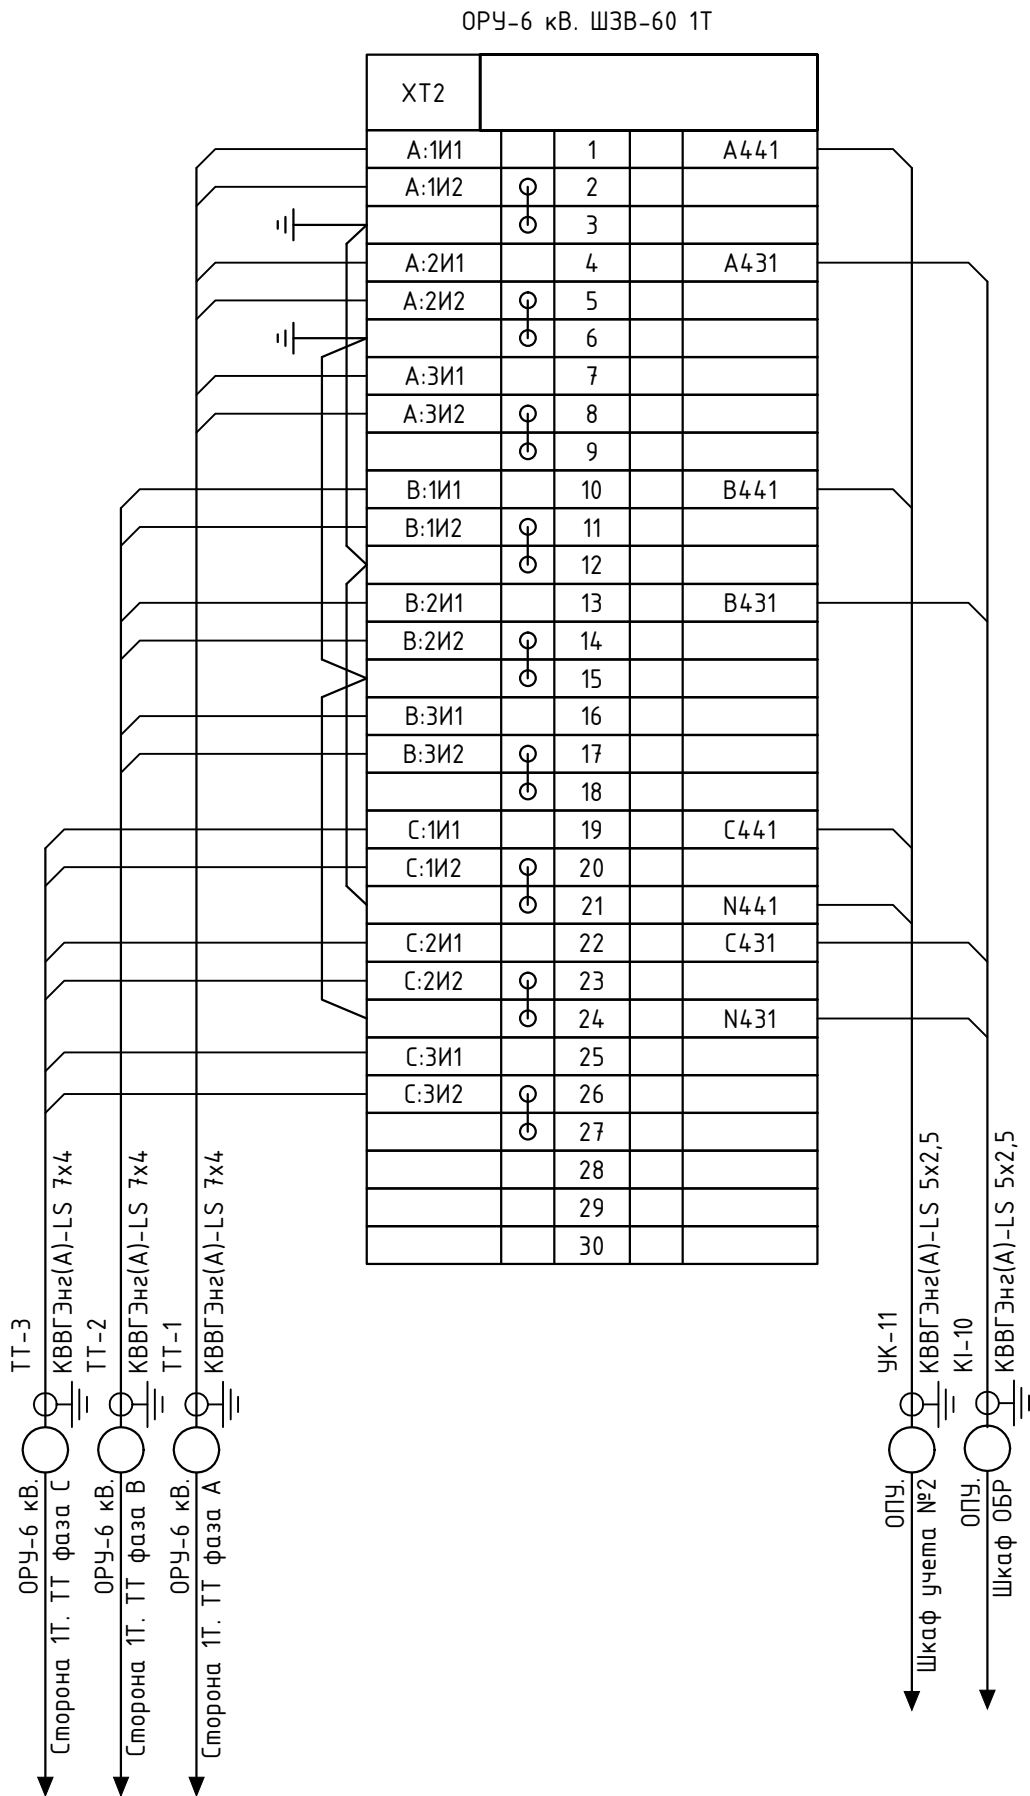 ОРУ-6 кВ. ШЗВ-60 1Т
XT2
А:1И1 1 А441
А:1И2 2
3
А:2И1 4 А431
А:2И2 5
6
А:3И1 7
А:3И2 8
9
В:1И1 10 В441
В:1И2 11
12
В:2И1 13 В431
В:2И2 14
15
В:3И1 16
В:3И2 17
18
С:1И1 19 С441
С:1И2 20
21 N441
С:2И1 22 С431
С:2И2 23
24 N431
С:3И1 25
С:3И2 26
27
28
29
30
ТТ-3
КВВГЭнг(А)-LS 7х4
ТТ-2
КВВГЭнг(А)-LS 7х4
ТТ-1
КВВГЭнг(А)-LS 7х4
УК-11
КВВГЭнг(А)-LS 5х2,5
КI-10
КВВГЭнг(А)-LS 5х2,5
ОРУ-6 кВ.
Сторона 1Т. ТТ фаза С
ОРУ-6 кВ.
Сторона 1Т. ТТ фаза В
ОРУ-6 кВ.
Сторона 1Т. ТТ фаза А
ОПУ.
Шкаф учета №2
ОПУ.
Шкаф ОБР